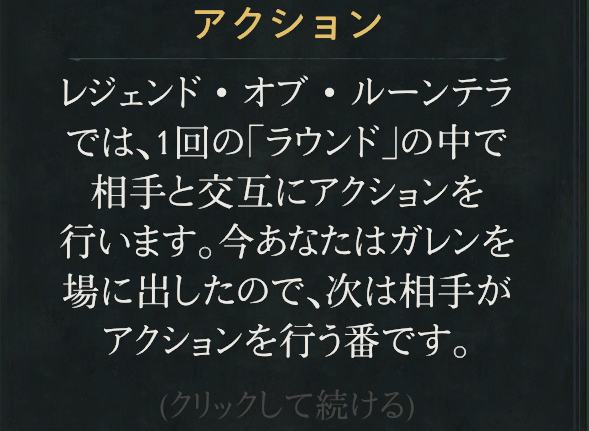 アクション
レジェンド・オブ・ルーンテラ
では、1回の「ラウンド」の中で
相手と交互にアクションを
行います。今あなたはガレンを
場に出したので、次は相手が
アクションを行う番です。
(クリックして続ける)